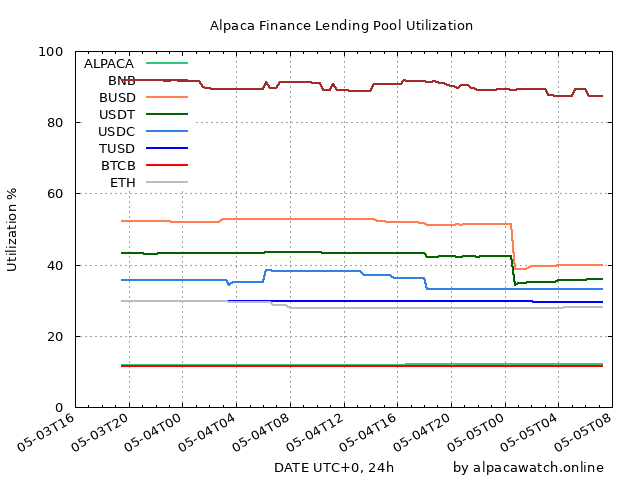 Alpaca Finance Lending Pool Utilization
100
80
60
40
20
0
Utilization %
ALPACA
BNB
BUSD
USDT
USDC
TUSD
BTCB
ETH
05-03T16
05-03T20
05-04T00
05-04T04
05-04T08
05-04T12
05-04T16
05-04T20
05-05T00
05-05T04
05-05T08
DATE UTC+0, 24h
by alpacawatch.online